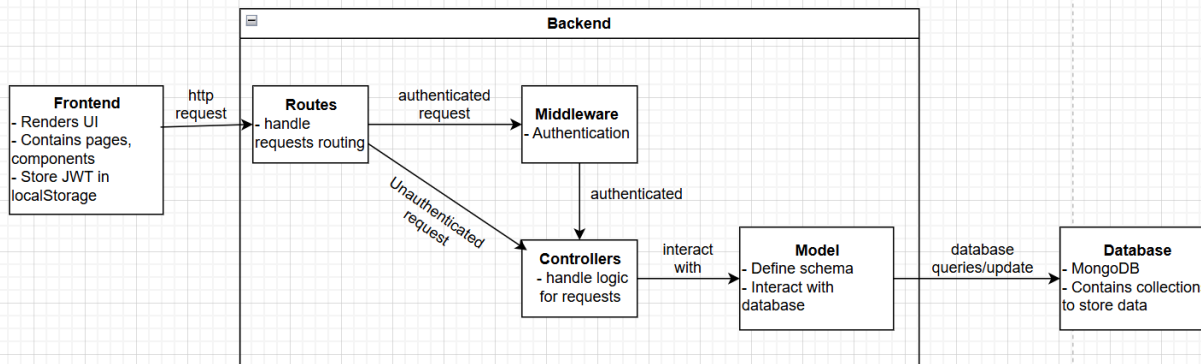 Backend
Frontend
- Renders UI
- Contains pages,
components
- Store JWT in
localStorage
http
request
Routes
- handle
requests routing
authenticated
request
Middleware
- Authentication
Unauthenticated
request
authenticated
Controllers
- handle logic
for requests
interact
with
Model
- Define schema
- Interact with
database
database
queries/update
Database
- MongoDB
- Contains collection
to store data